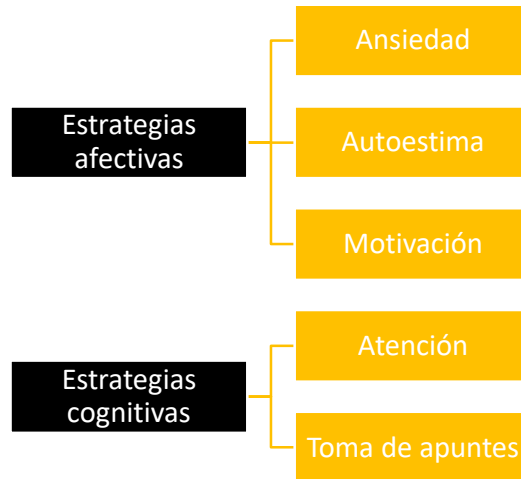 Estrategias
afectivas
Ansiedad
Autoestima
Motivación
Estrategias
cognitivas
Atención
Toma de apuntes